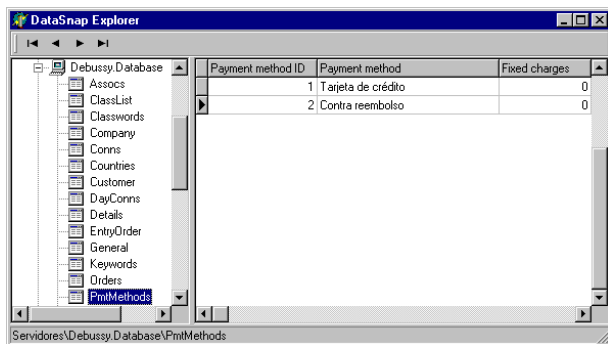 DataSnap Explorer
Debussy.Database
Assocs
ClassList
Classwords
Company
Conns
Countries
Customer
DayConns
Details
EntryOrder
General
Keywords
Orders
PmtMethods
Payment method ID Payment method Fixed charges
1 Tarjeta de crédito 0
2 Contra reembolso 0
Servidores\Debussy.Database\PmtMethods